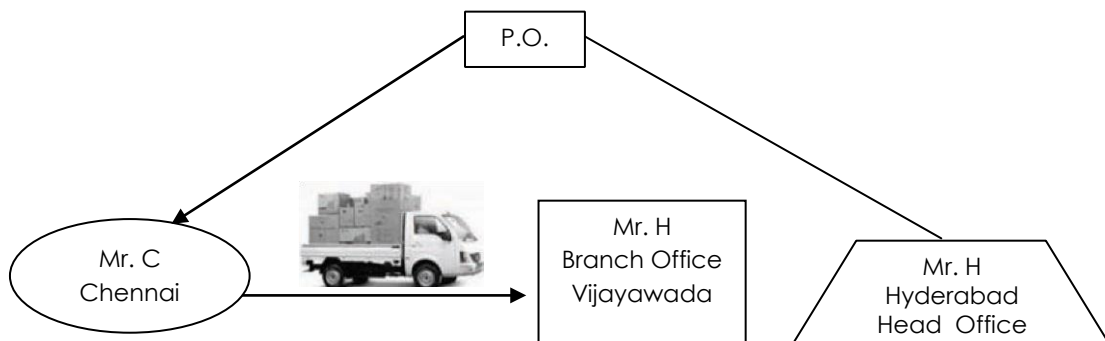 P.O.
Mr. C
Chennai
Mr. H
Branch Office
Vijayawada
Mr. H
Hyderabad
Head Office